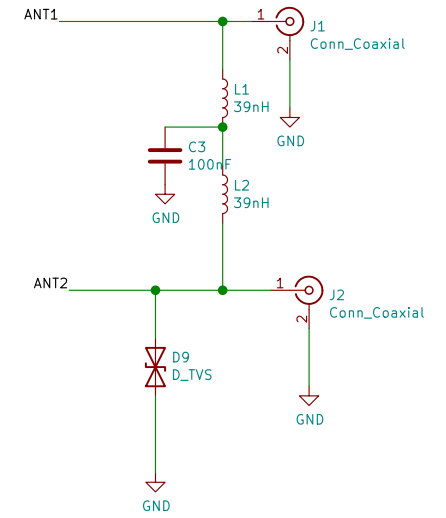 ANT1
1
J1
Conn_Coaxial
2
L1
39nH
GND
C3
100nF
L2
39nH
GND
ANT2
1
J2
Conn_Coaxial
2
D9
D_TVS
GND
GND